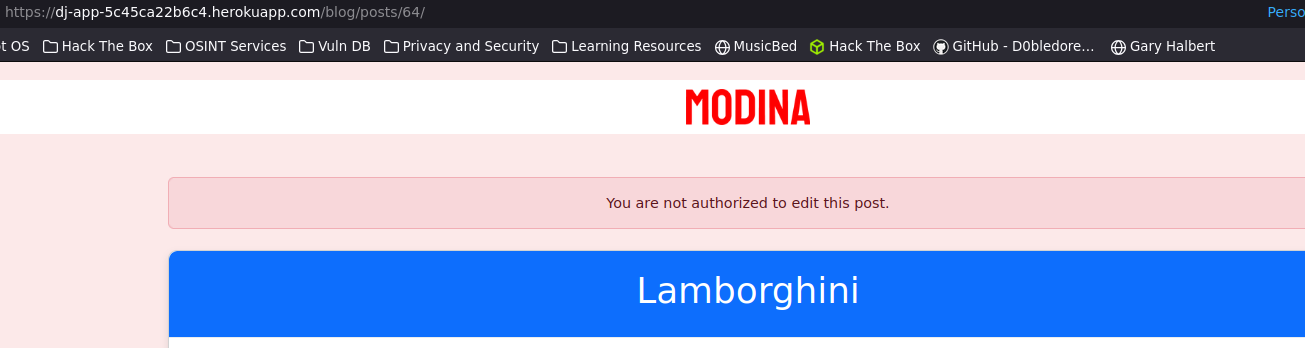 https://dj-app-5c45ca22b6c4.herokuapp.com/blog/posts/64/ Perso
t OS Hack The Box OSINT Services Vuln DB Privacy and Security Learning Resources MusicBed Hack The Box GitHub - D0bledore… Gary Halbert
MODINA
You are not authorized to edit this post.
Lamborghini